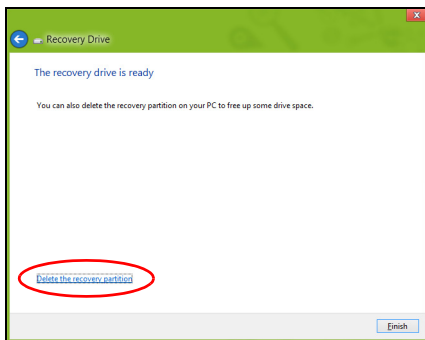 x
Recovery Drive
The recovery drive is ready
You can also delete the recovery partition on your PC to free up some drive space.
Delete the recovery partition
Finish